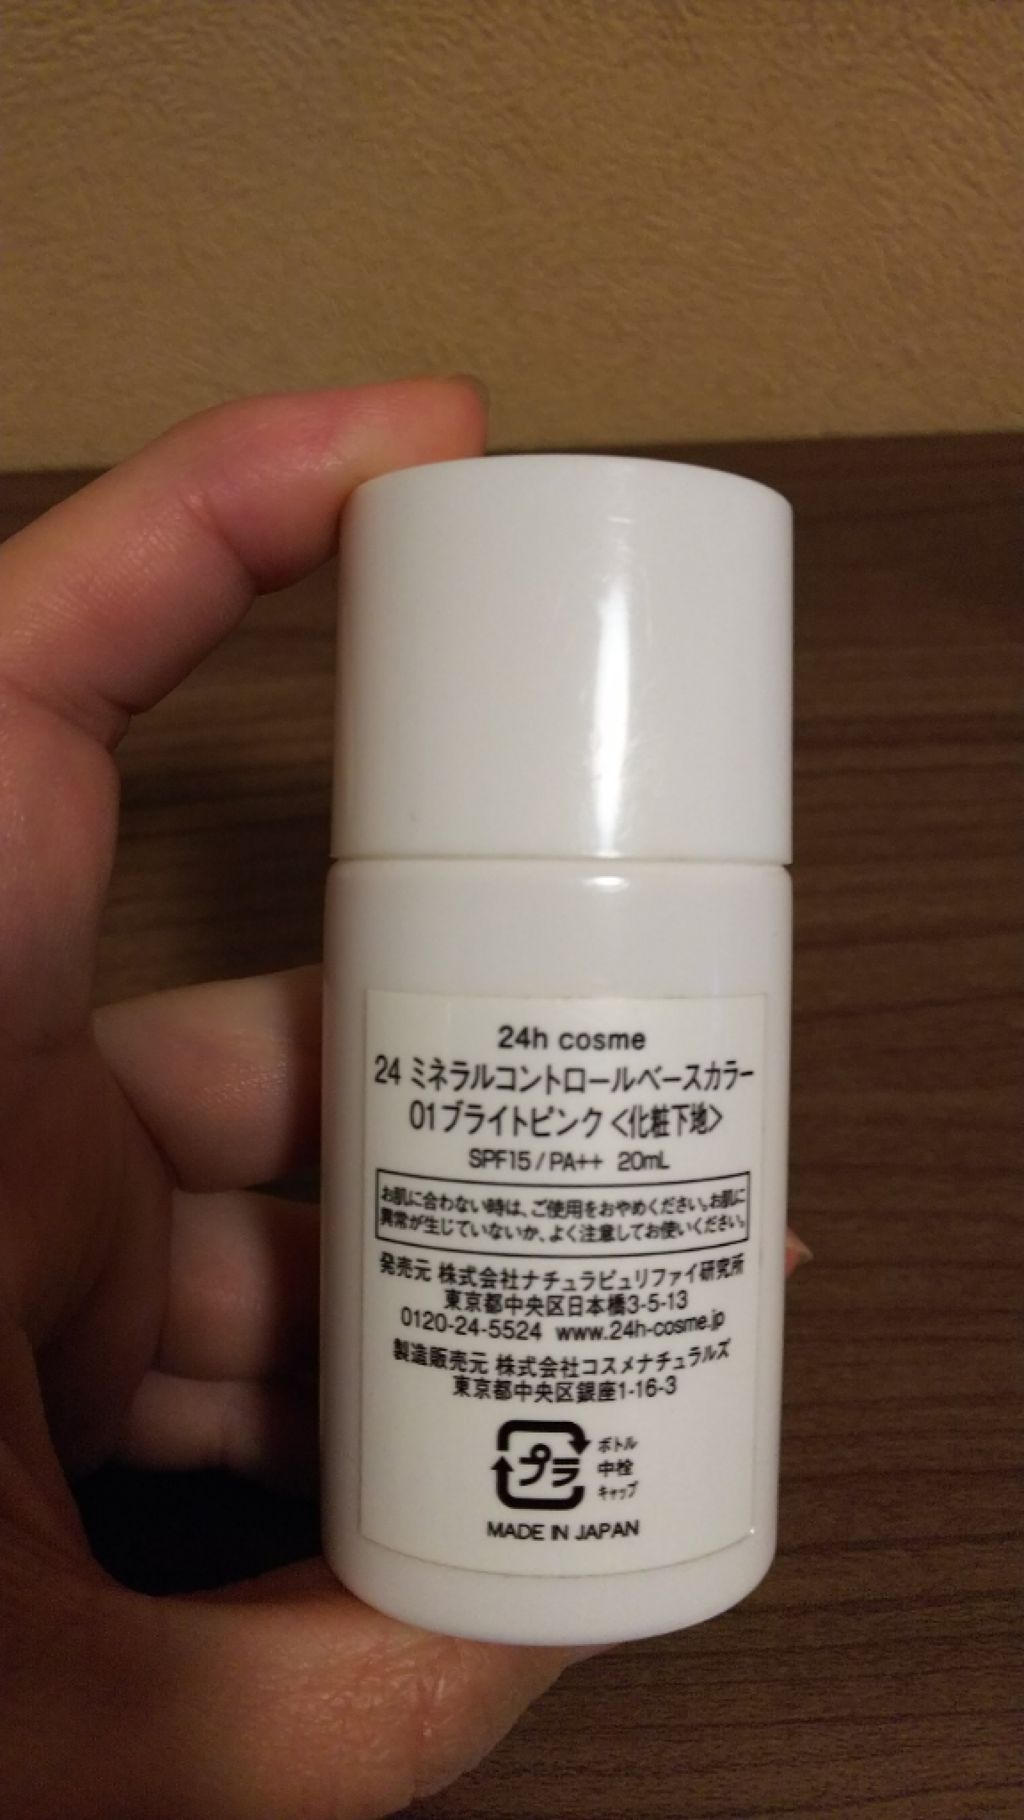 24h cosme
24 ミネラルコントロールベースカラー
01ブライトピンク<化粧下地>
SPF15/PA++ 20mL
お肌に合わない時は、ご使用をおやめください。お肌に
異常が生じていないか、よく注意してお使いください。
発売元 株式会社ナチュラピュリファイ研究所
東京都中央区日本橋3-5-13
0120-24-5524 www.24h-cosme.jp
製造販売元 株式会社コスメナチュラルズ
東京都中央区銀座1-16-3
プラ
ボトル
中栓
キャップ
MADE IN JAPAN